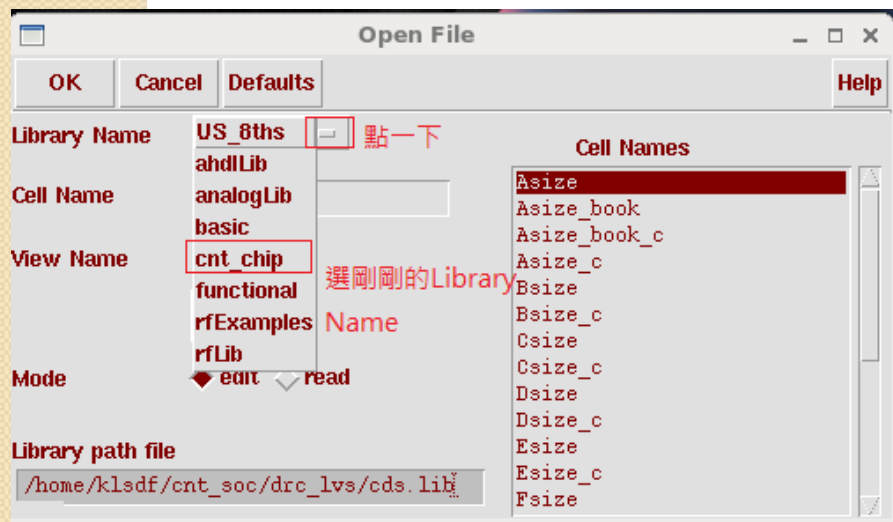 Open File
OK Cancel Defaults Help
Library Name
US_8ths
點一下
ahdlLib
analogLib
basic
cnt_chip
functional
rfExamples
rfLib
選剛剛的Library
Name
Cell Name
View Name
Mode
edit read
Library path file
/home/klsdf/cnt_soc/drc_lvs/cds.lib
Cell Names
Asize
Asize_book
Asize_book_c
Asize_c
Bsize
Bsize_c
Csize
Csize_c
Dsize
Dsize_c
Esize
Esize_c
Fsize